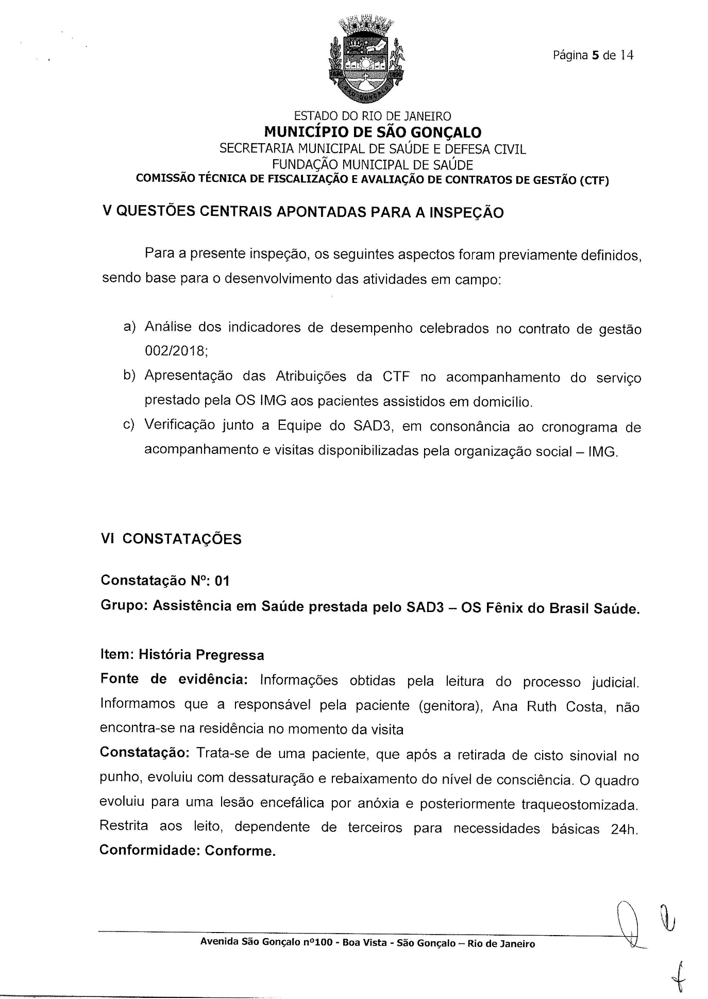 Página 5 de 14
SÃO GONÇALO
ESTADO DO RIO DE JANEIRO
MUNICÍPIO DE SÃO GONÇALO
SECRETARIA MUNICIPAL DE SAÚDE E DEFESA CIVIL
FUNDAÇÃO MUNICIPAL DE SAÚDE
COMISSÃO TÉCNICA DE FISCALIZAÇÃO E AVALIAÇÃO DE CONTRATOS DE GESTÃO (CTF)
V QUESTÕES CENTRAIS APONTADAS PARA A INSPEÇÃO
Para a presente inspeção, os seguintes aspectos foram previamente definidos,
sendo base para o desenvolvimento das atividades em campo:
a) Análise dos indicadores de desempenho celebrados no contrato de gestão
002/2018;
b) Apresentação das Atribuições da CTF no acompanhamento do serviço
prestado pela OS IMG aos pacientes assistidos em domicílio.
c) Verificação junto a Equipe do SAD3, em consonância ao cronograma de
acompanhamento e visitas disponibilizadas pela organização social – IMG.
VI CONSTATAÇÕES
Constatação Nº: 01
Grupo: Assistência em Saúde prestada pelo SAD3 – OS Fênix do Brasil Saúde.
Item: História Pregressa
Fonte de evidência: Informações obtidas pela leitura do processo judicial.
Informamos que a responsável pela paciente (genitora), Ana Ruth Costa, não
encontra-se na residência no momento da visita
Constatação: Trata-se de uma paciente, que após a retirada de cisto sinovial no
punho, evoluiu com dessaturação e rebaixamento do nível de consciência. O quadro
evoluiu para uma lesão encefálica por anóxia e posteriormente traqueostomizada.
Restrita aos leito, dependente de terceiros para necessidades básicas 24h.
Conformidade: Conforme.
Avenida São Gonçalo nº100 - Boa Vista - São Gonçalo – Rio de Janeiro